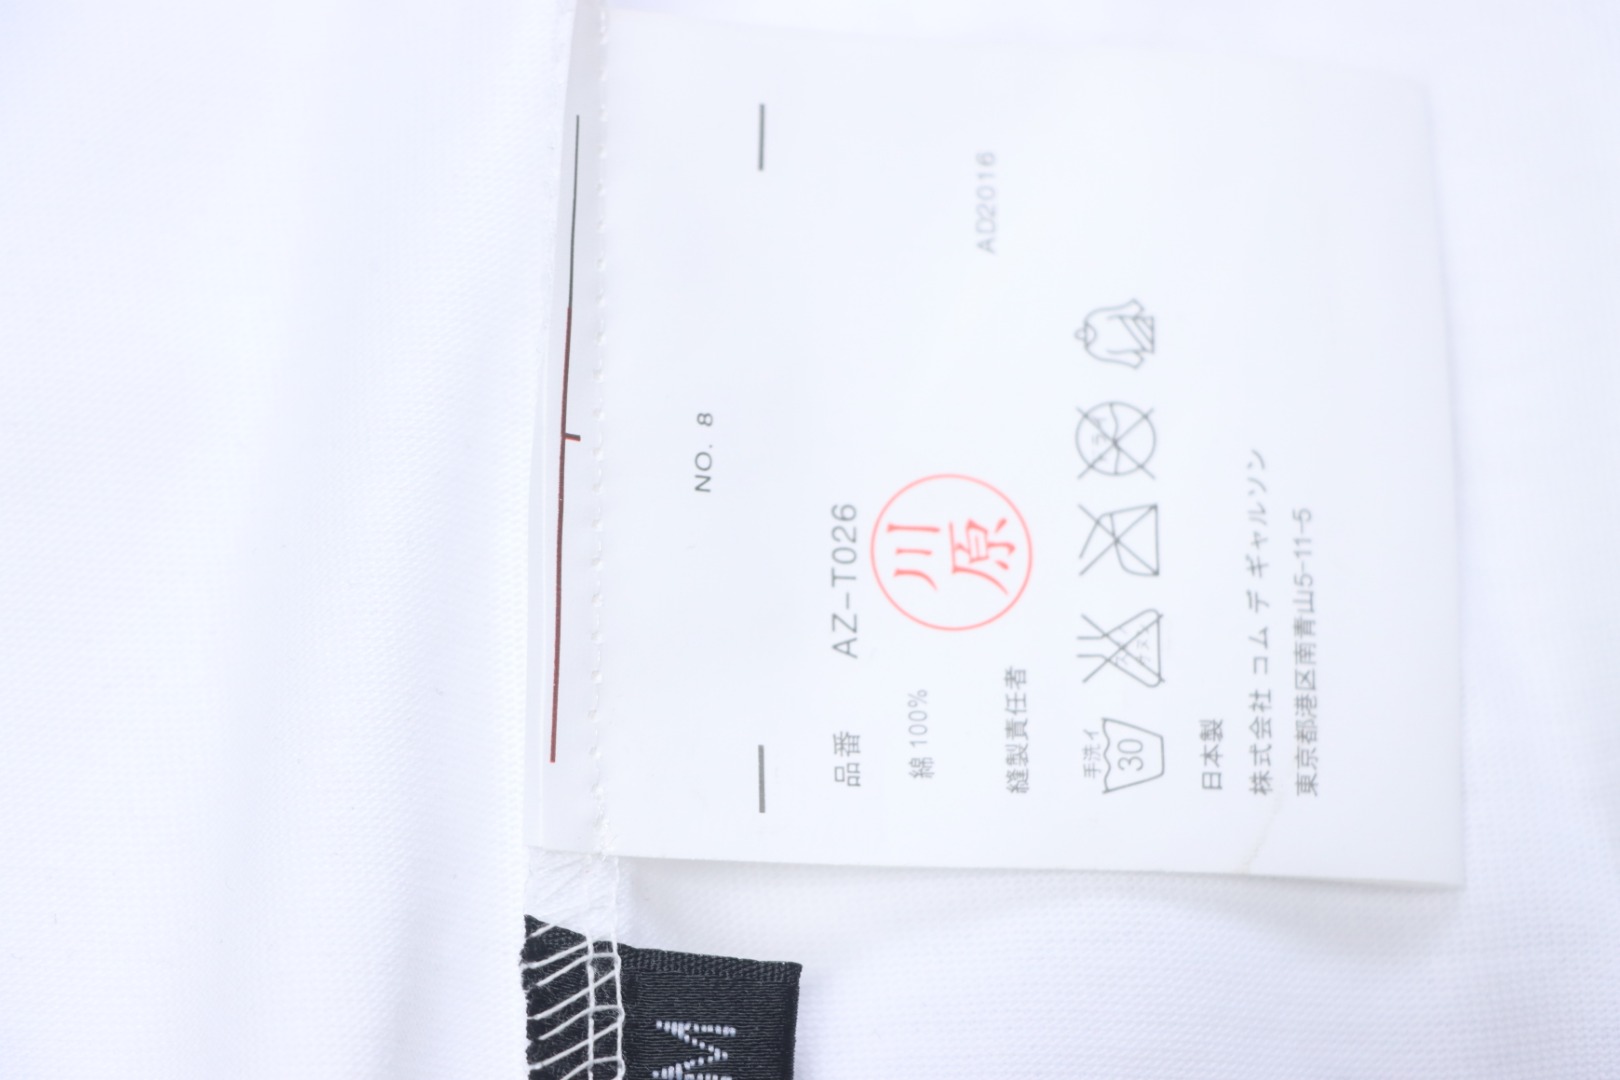 NO. 8
品番 AZ-T026
綿 100%
川原
縫製責任者
AD2016
手洗イ
30
日本製
株式会社 コム デ ギャルソン
東京都港区南青山5-11-5
M